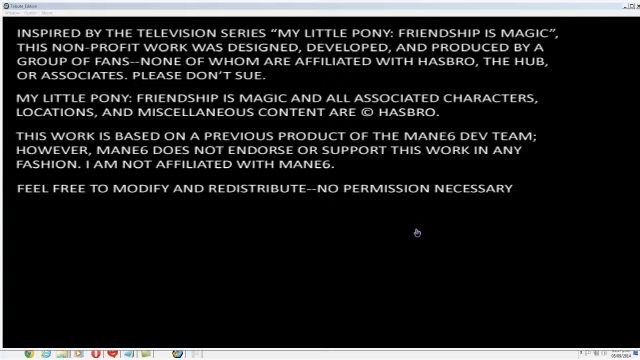 INSPIRED BY THE TELEVISION SERIES "MY LITTLE PONY: FRIENDSHIP IS MAGIC",
THIS NON-PROFIT WORK WAS DESIGNED, DEVELOPED, AND PRODUCED BY A
GROUP OF FANS--NONE OF WHOM ARE AFFILIATED WITH HASBRO, THE HUB,
OR ASSOCIATES. PLEASE DON'T SUE.
MY LITTLE PONY: FRIENDSHIP IS MAGIC AND ALL ASSOCIATED CHARACTERS,
LOCATIONS, AND MISCELLANEOUS CONTENT ARE © HASBRO.
THIS WORK IS BASED ON A PREVIOUS PRODUCT OF THE MANE6 DEV TEAM;
HOWEVER, MANE6 DOES NOT ENDORSE OR SUPPORT THIS WORK IN ANY
FASHION. I AM NOT AFFILIATED WITH MANE6.
FEEL FREE TO MODIFY AND REDISTRIBUTE--NO PERMISSION NECESSARY